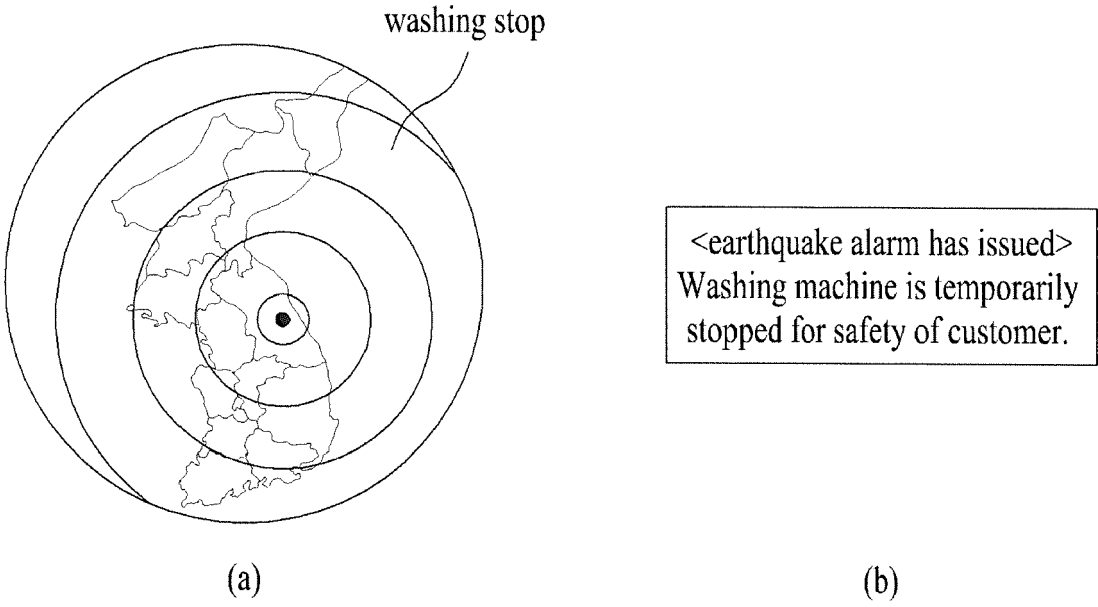 washing stop
<earthquake alarm has issued>
Washing machine is temporarily
stopped for safety of customer.
(a)
(b)